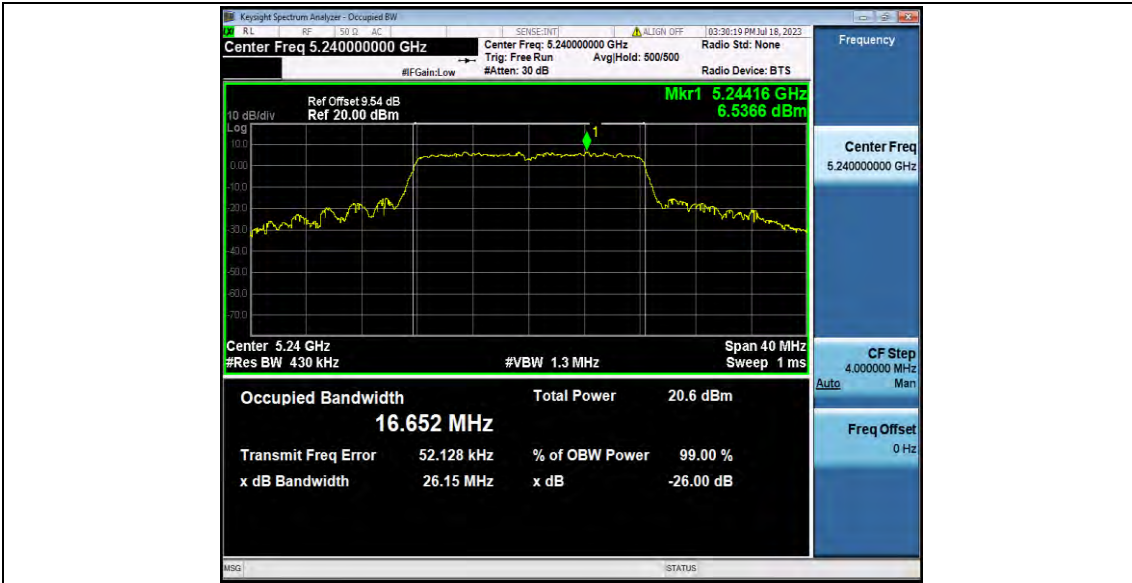 Keysight Spectrum Analyzer - Occupied BW
RL RF 50 Ω AC SENSE:INT ALIGN OFF 03:30:19 PM Jul 18, 2023
Center Freq 5.240000000 GHz
Center Freq: 5.240000000 GHz
Radio Std: None
Trig: Free Run Avg|Hold: 500/500
#IFGain:Low #Atten: 30 dB Radio Device: BTS
Frequency
Mkr1 5.24416 GHz
6.5366 dBm
Ref Offset 9.54 dB
10 dB/div Ref 20.00 dBm
Log
10.0
0.00
-10.0
-20.0
-30.0
-40.0
-50.0
-60.0
-70.0
1
Center 5.24 GHz Span 40 MHz
#Res BW 430 kHz #VBW 1.3 MHz Sweep 1 ms
Center Freq
5.240000000 GHz
CF Step
4.000000 MHz
Auto Man
Freq Offset
0 Hz
Occupied Bandwidth Total Power 20.6 dBm
16.652 MHz
Transmit Freq Error 52.128 kHz % of OBW Power 99.00 %
x dB Bandwidth 26.15 MHz x dB -26.00 dB
MSG STATUS